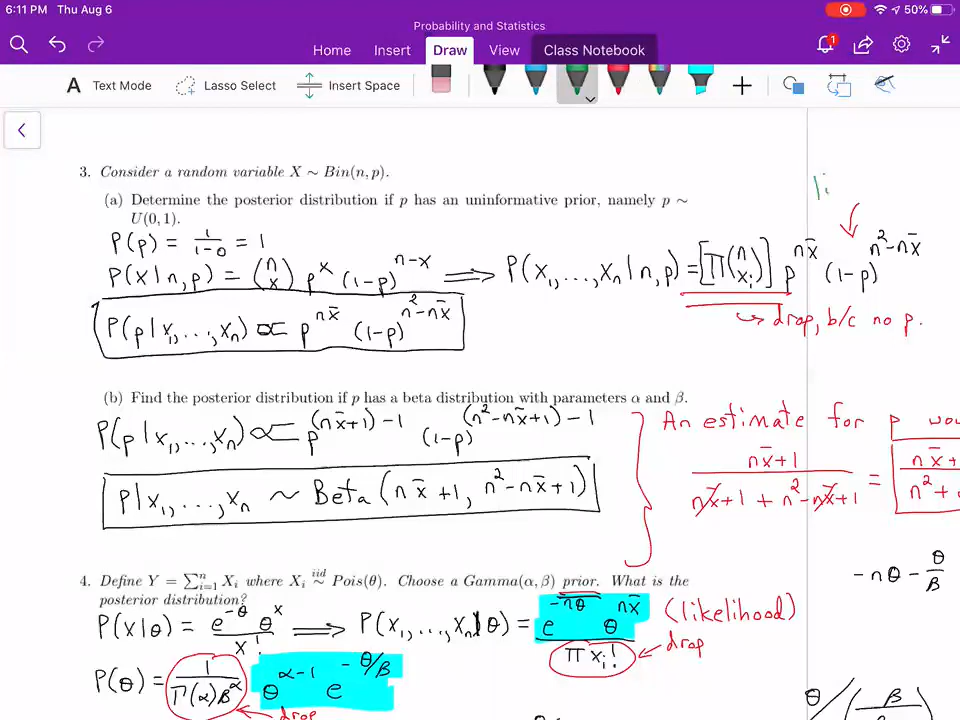 6:11 PM Thu Aug 6
50%
Probability and Statistics
Home Insert Draw View Class Notebook
1
A Text Mode Lasso Select Insert Space
3. Consider a random variable X ∼ Bin(n, p).
li
(a) Determine the posterior distribution if p has an uninformative prior, namely p ∼
U(0, 1).
P(p) = 1/(1-0) = 1
P(x|n,p) = (n x) p^x (1-p)^(n-x) ⟹ P(x₁,...,xₙ|n,p) = [Π(n xᵢ)] p^(nx̄) (1-p)^(n²-nx̄)
↪ drop, b/c no p.
P(p|x₁,...,xₙ) ∝ p^(nx̄) (1-p)^(n²-nx̄)
(b) Find the posterior distribution if p has a beta distribution with parameters α and β.
P(p|x₁,...,xₙ) ∝ p^((nx̄+1)-1) (1-p)^((n²-nx̄+1)-1)
An estimate for p wou
(nx̄+1)/(nx̄+1+n²-nx̄+1) = nx̄+ / n²+
p|x₁,...,xₙ ~ Beta(nx̄+1, n²-nx̄+1)
-nθ - θ/β
4. Define Y = ∑ⁿᵢ₌₁ Xᵢ where Xᵢ iid∼ Pois(θ). Choose a Gamma(α, β) prior. What is the
posterior distribution?
P(x|θ) = e^(-θ) θ^x / x! ⟹ P(x₁,...,xₙ|θ) = e^(-nθ) θ^(nx̄) / Πxᵢ! (likelihood)
drop
P(θ) = 1/(Γ(α)β^α) θ^(α-1) e^(-θ/β)
drop
θ/(β